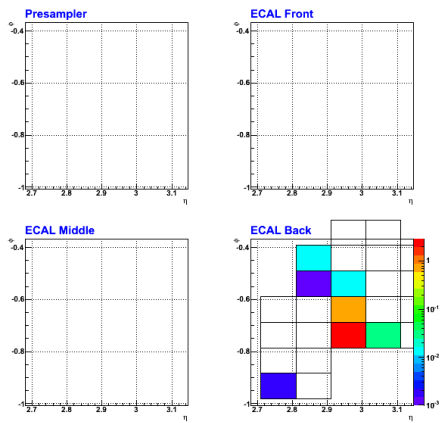 Presampler
φ
-0.4
-0.6
-0.8
-1
2.7 2.8 2.9 3 3.1
η
ECAL Front
φ
-0.4
-0.6
-0.8
-1
2.7 2.8 2.9 3 3.1
η
ECAL Middle
φ
-0.4
-0.6
-0.8
-1
2.7 2.8 2.9 3 3.1
η
ECAL Back
φ
-0.4
-0.6
-0.8
-1
2.7 2.8 2.9 3 3.1
η
1
10⁻¹
10⁻²
10⁻³